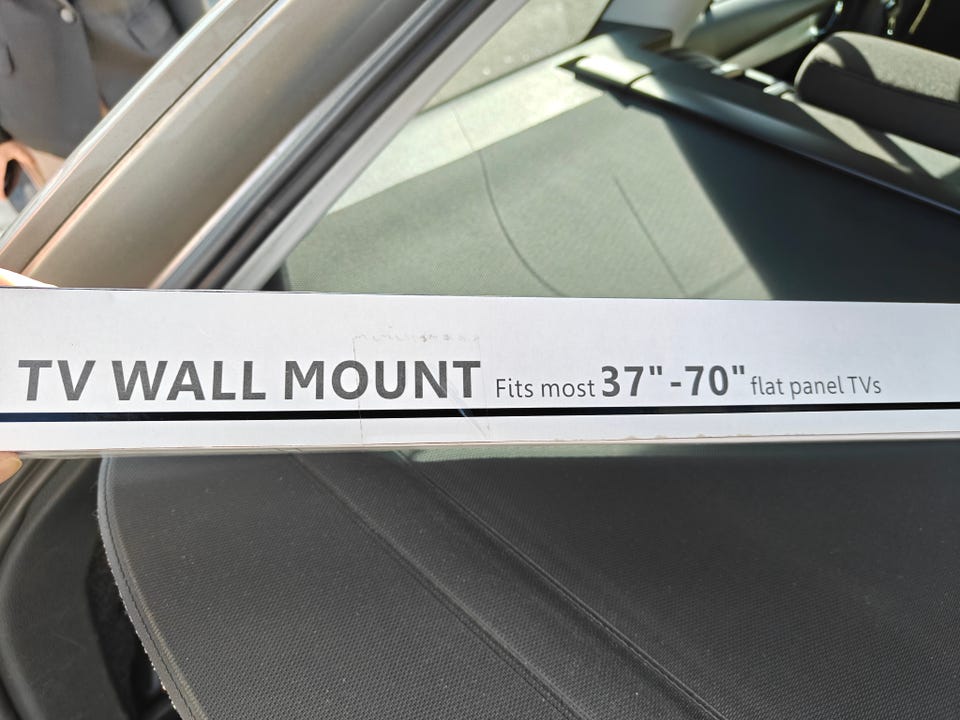 TV WALL MOUNT Fits most 37"-70" flat panel TVs